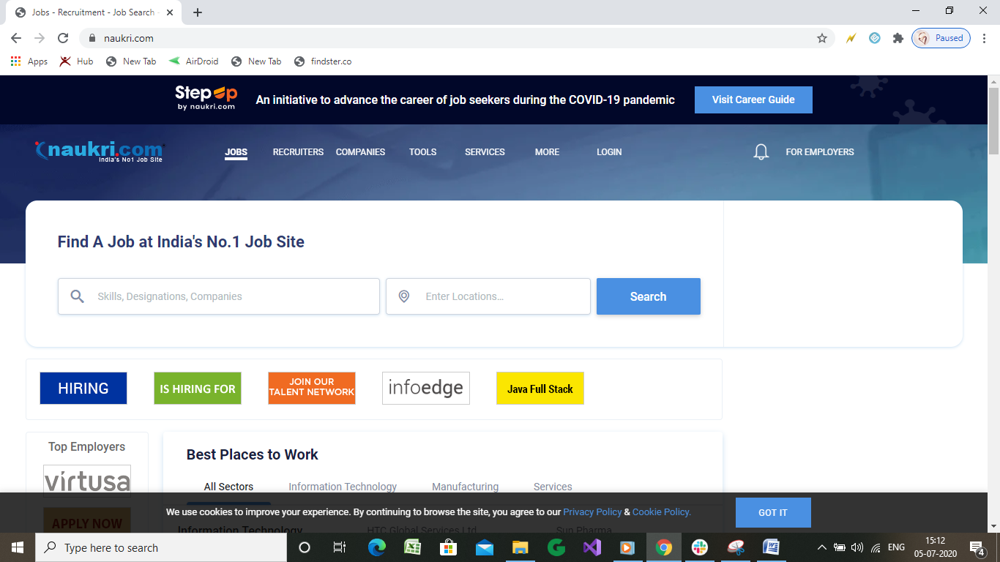 Jobs - Recruitment - Job Search -
naukri.com
Paused
Apps Hub New Tab AirDroid New Tab findster.co
StepUp
by naukri.com
An initiative to advance the career of job seekers during the COVID-19 pandemic
Visit Career Guide
naukri.com
India's No1 Job Site
JOBS RECRUITERS COMPANIES TOOLS SERVICES MORE LOGIN FOR EMPLOYERS
Find A Job at India's No.1 Job Site
Skills, Designations, Companies
Enter Locations...
Search
HIRING
IS HIRING FOR
JOIN OUR
TALENT NETWORK
infoedge
Java Full Stack
Top Employers
virtusa
APPLY NOW
Best Places to Work
All Sectors Information Technology Manufacturing Services
Information Technology HTC Global Services Ltd Sun Pharma
We use cookies to improve your experience. By continuing to browse the site, you agree to our Privacy Policy & Cookie Policy.
GOT IT
Type here to search
ENG
15:12
05-07-2020
4